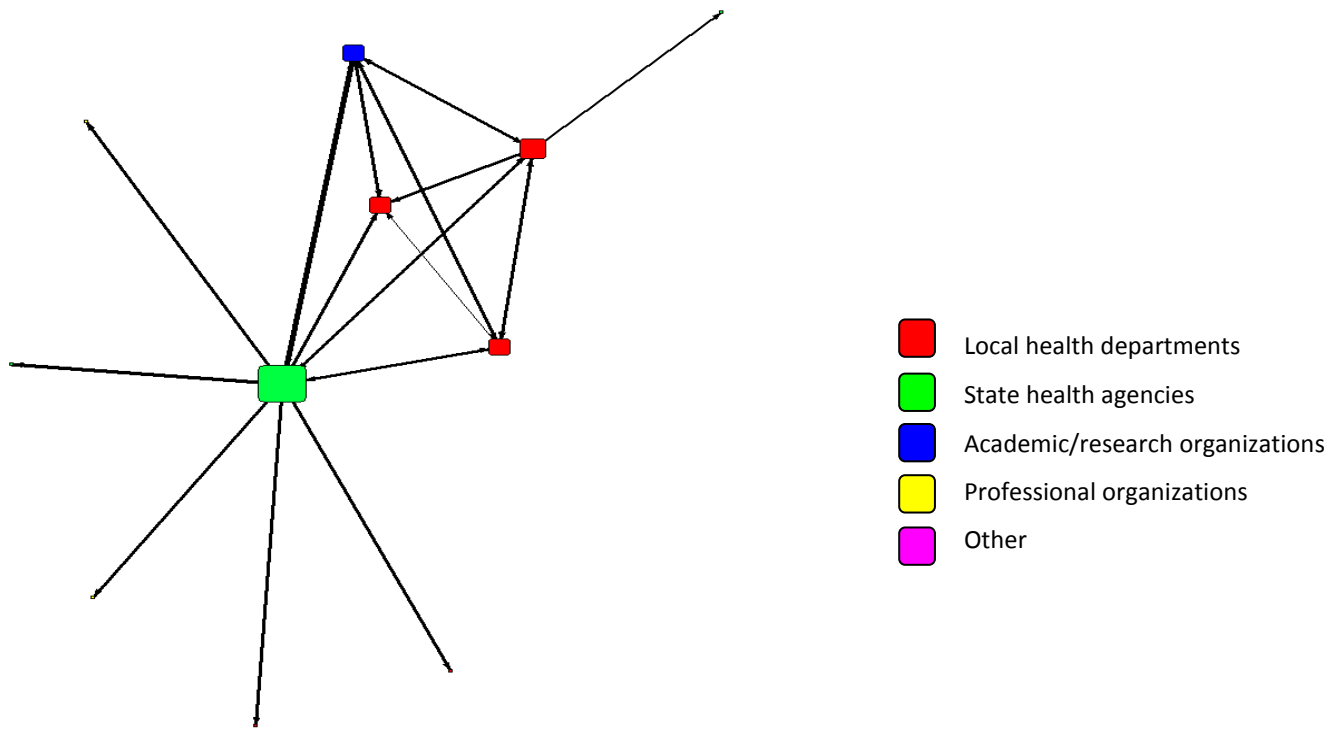 Local health departments
State health agencies
Academic/research organizations
Professional organizations
Other